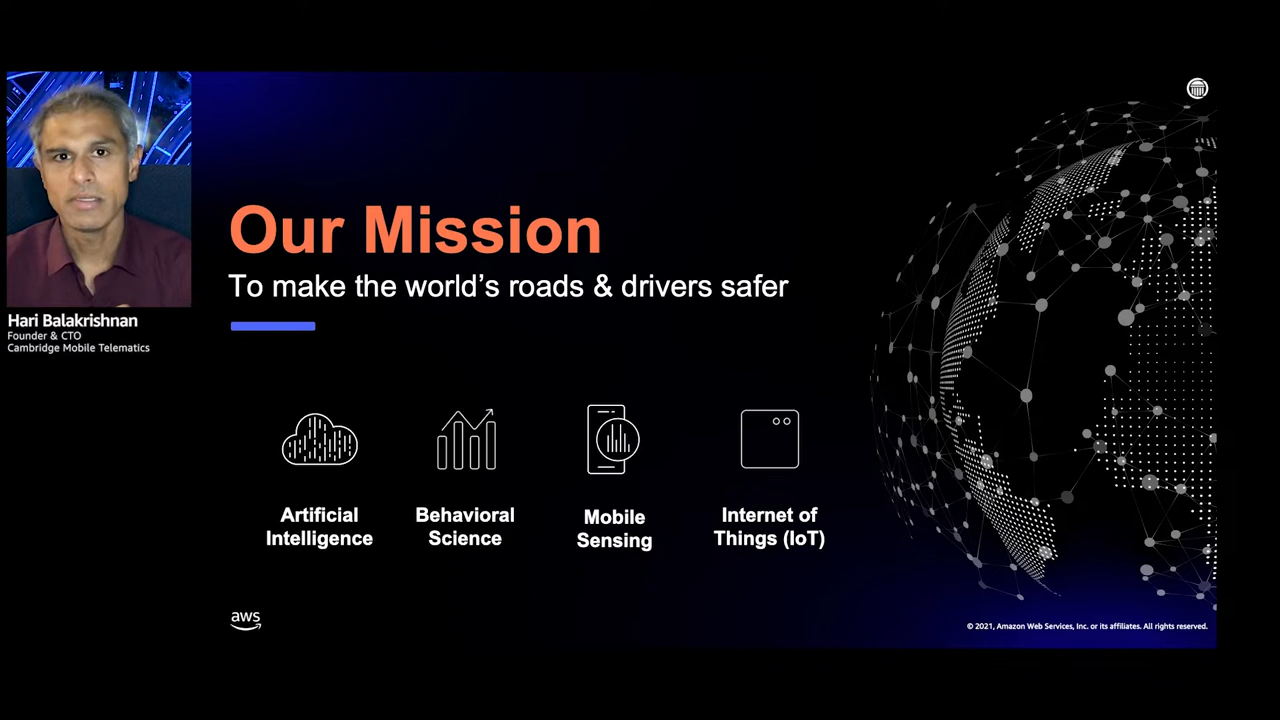 Hari Balakrishnan
Founder & CTO
Cambridge Mobile Telematics
Our Mission
To make the world's roads & drivers safer
Artificial
Intelligence
Behavioral
Science
Mobile
Sensing
Internet of
Things (IoT)
aws
© 2021, Amazon Web Services, Inc. or its affiliates. All rights reserved.